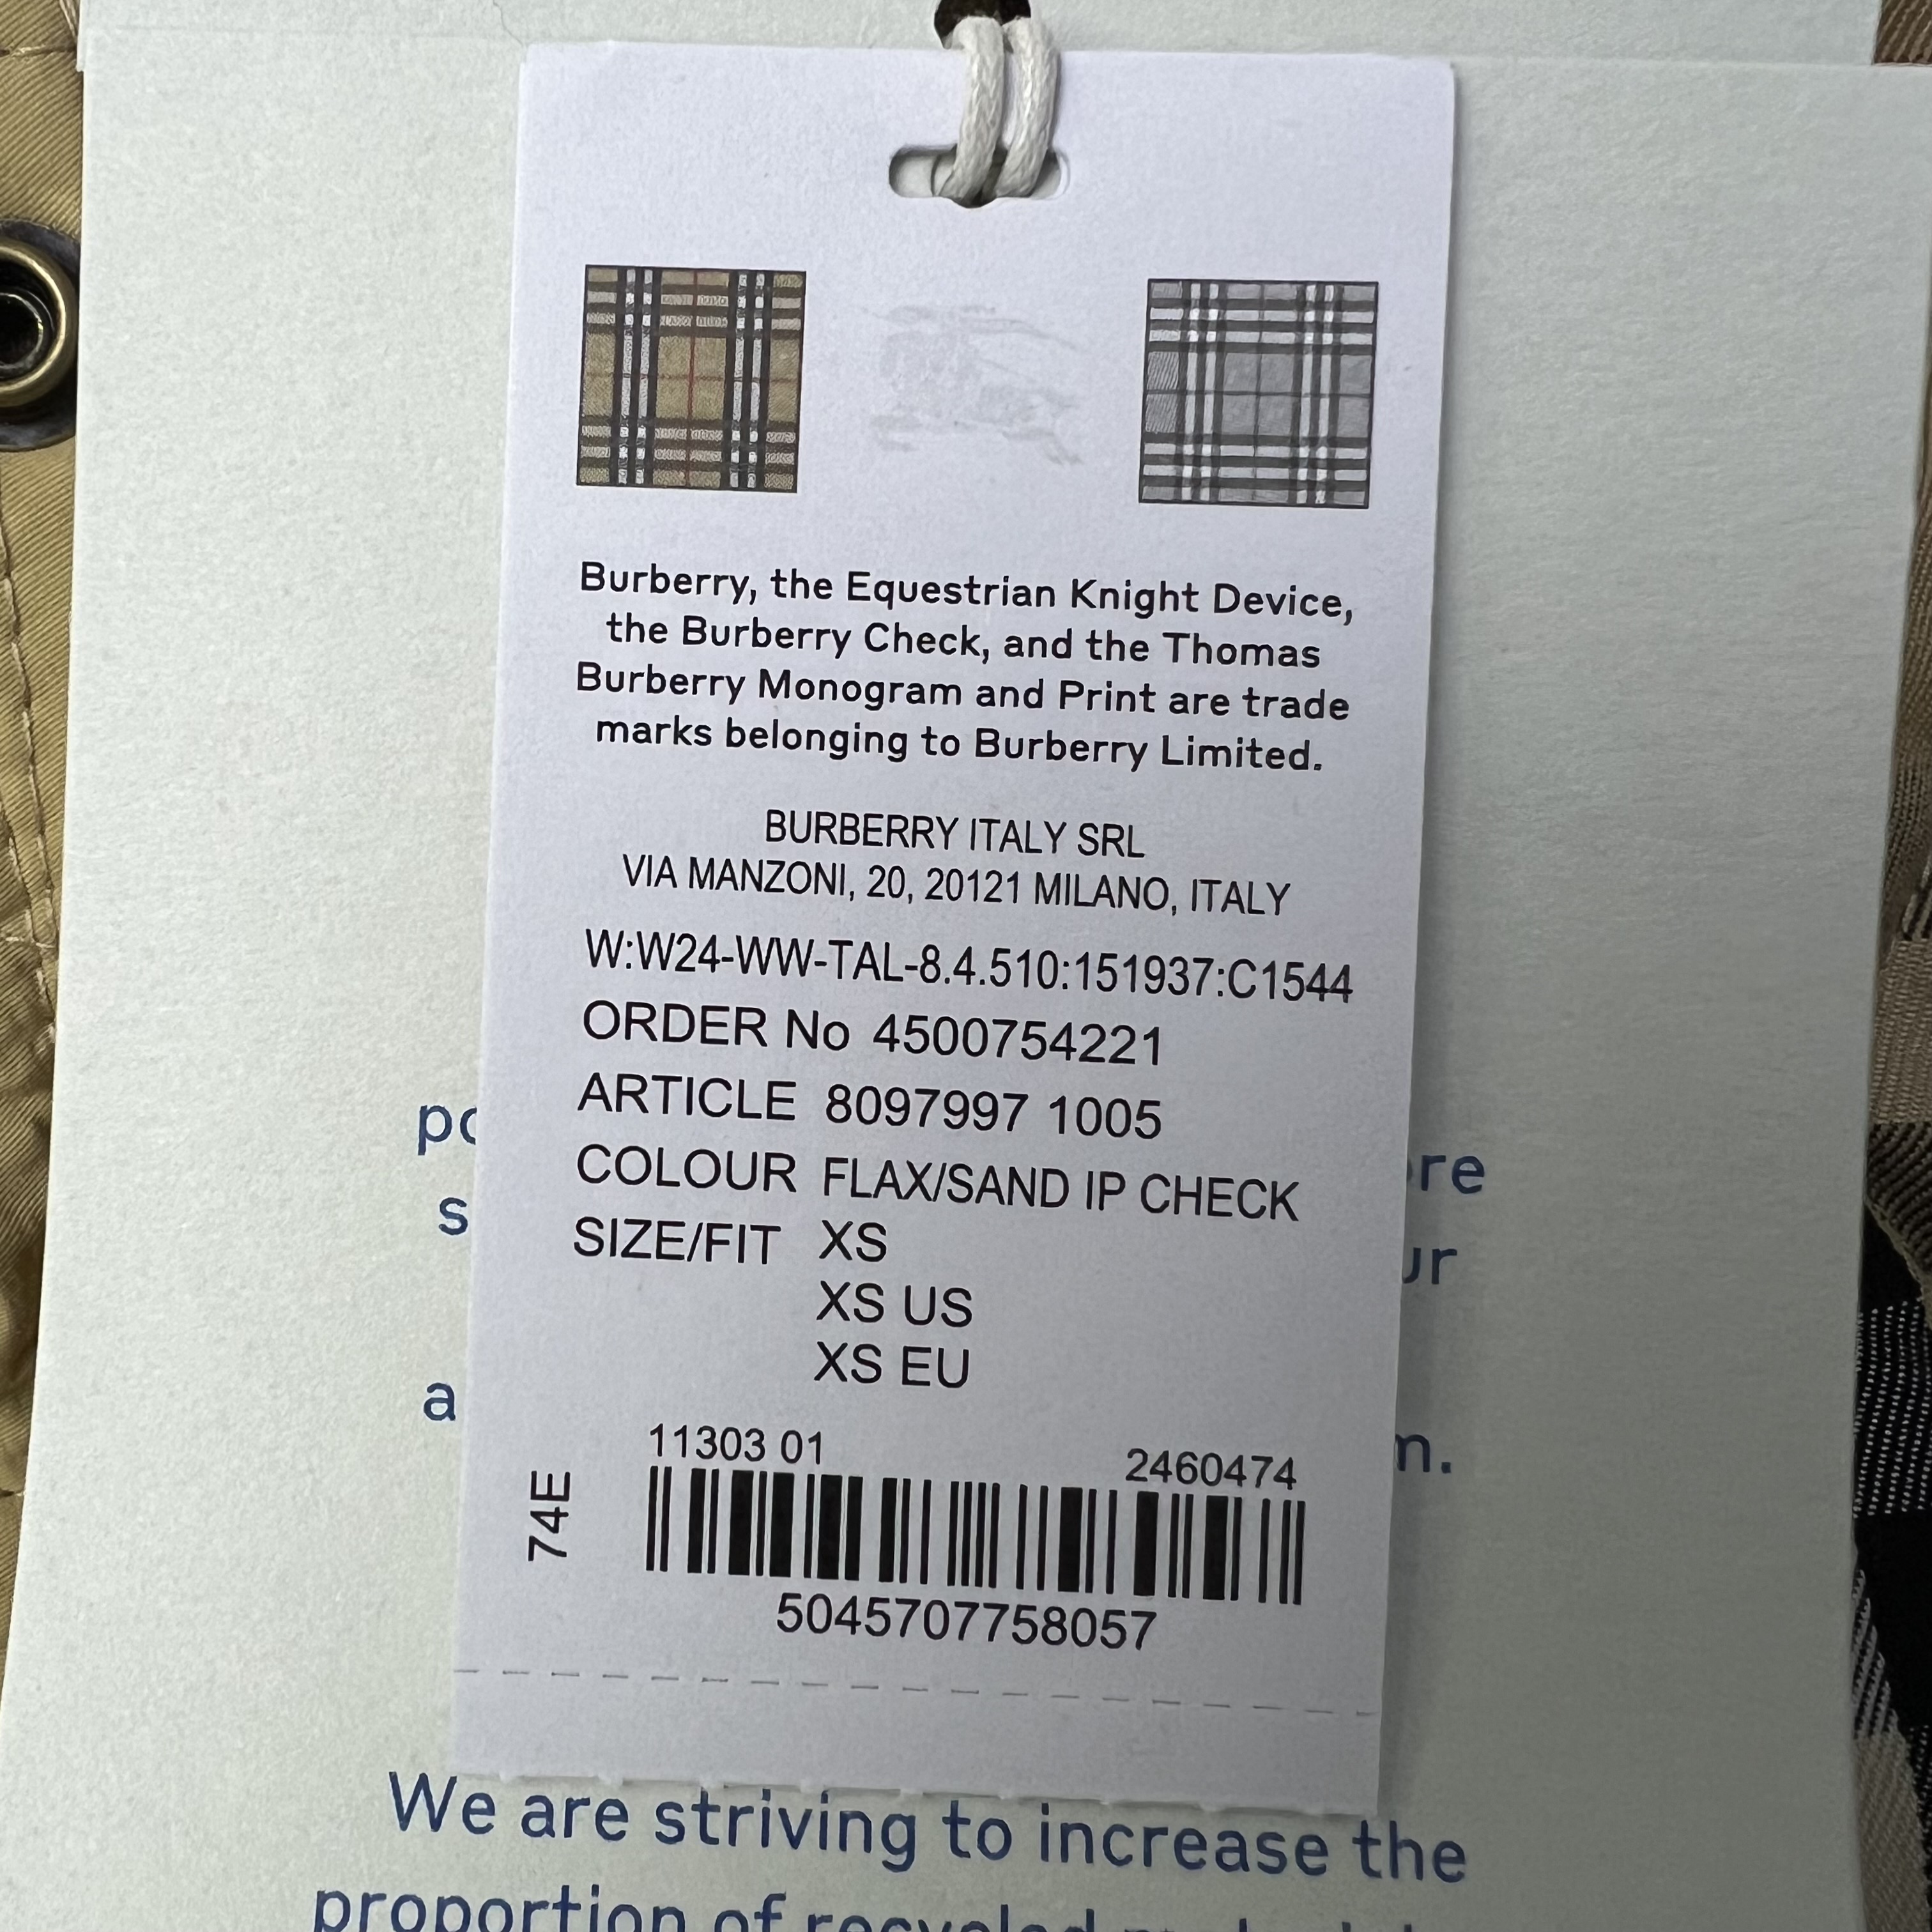 Burberry, the Equestrian Knight Device,
the Burberry Check, and the Thomas
Burberry Monogram and Print are trade
marks belonging to Burberry Limited.
BURBERRY ITALY SRL
VIA MANZONI, 20, 20121 MILANO, ITALY
W:W24-WW-TAL-8.4.510:151937:C1544
ORDER No 4500754221
ARTICLE 8097997 1005
COLOUR FLAX/SAND IP CHECK
SIZE/FIT XS
XS US
XS EU
11303 01 2460474
74E
5045707758057
We are striving to increase the
proportion of recycled